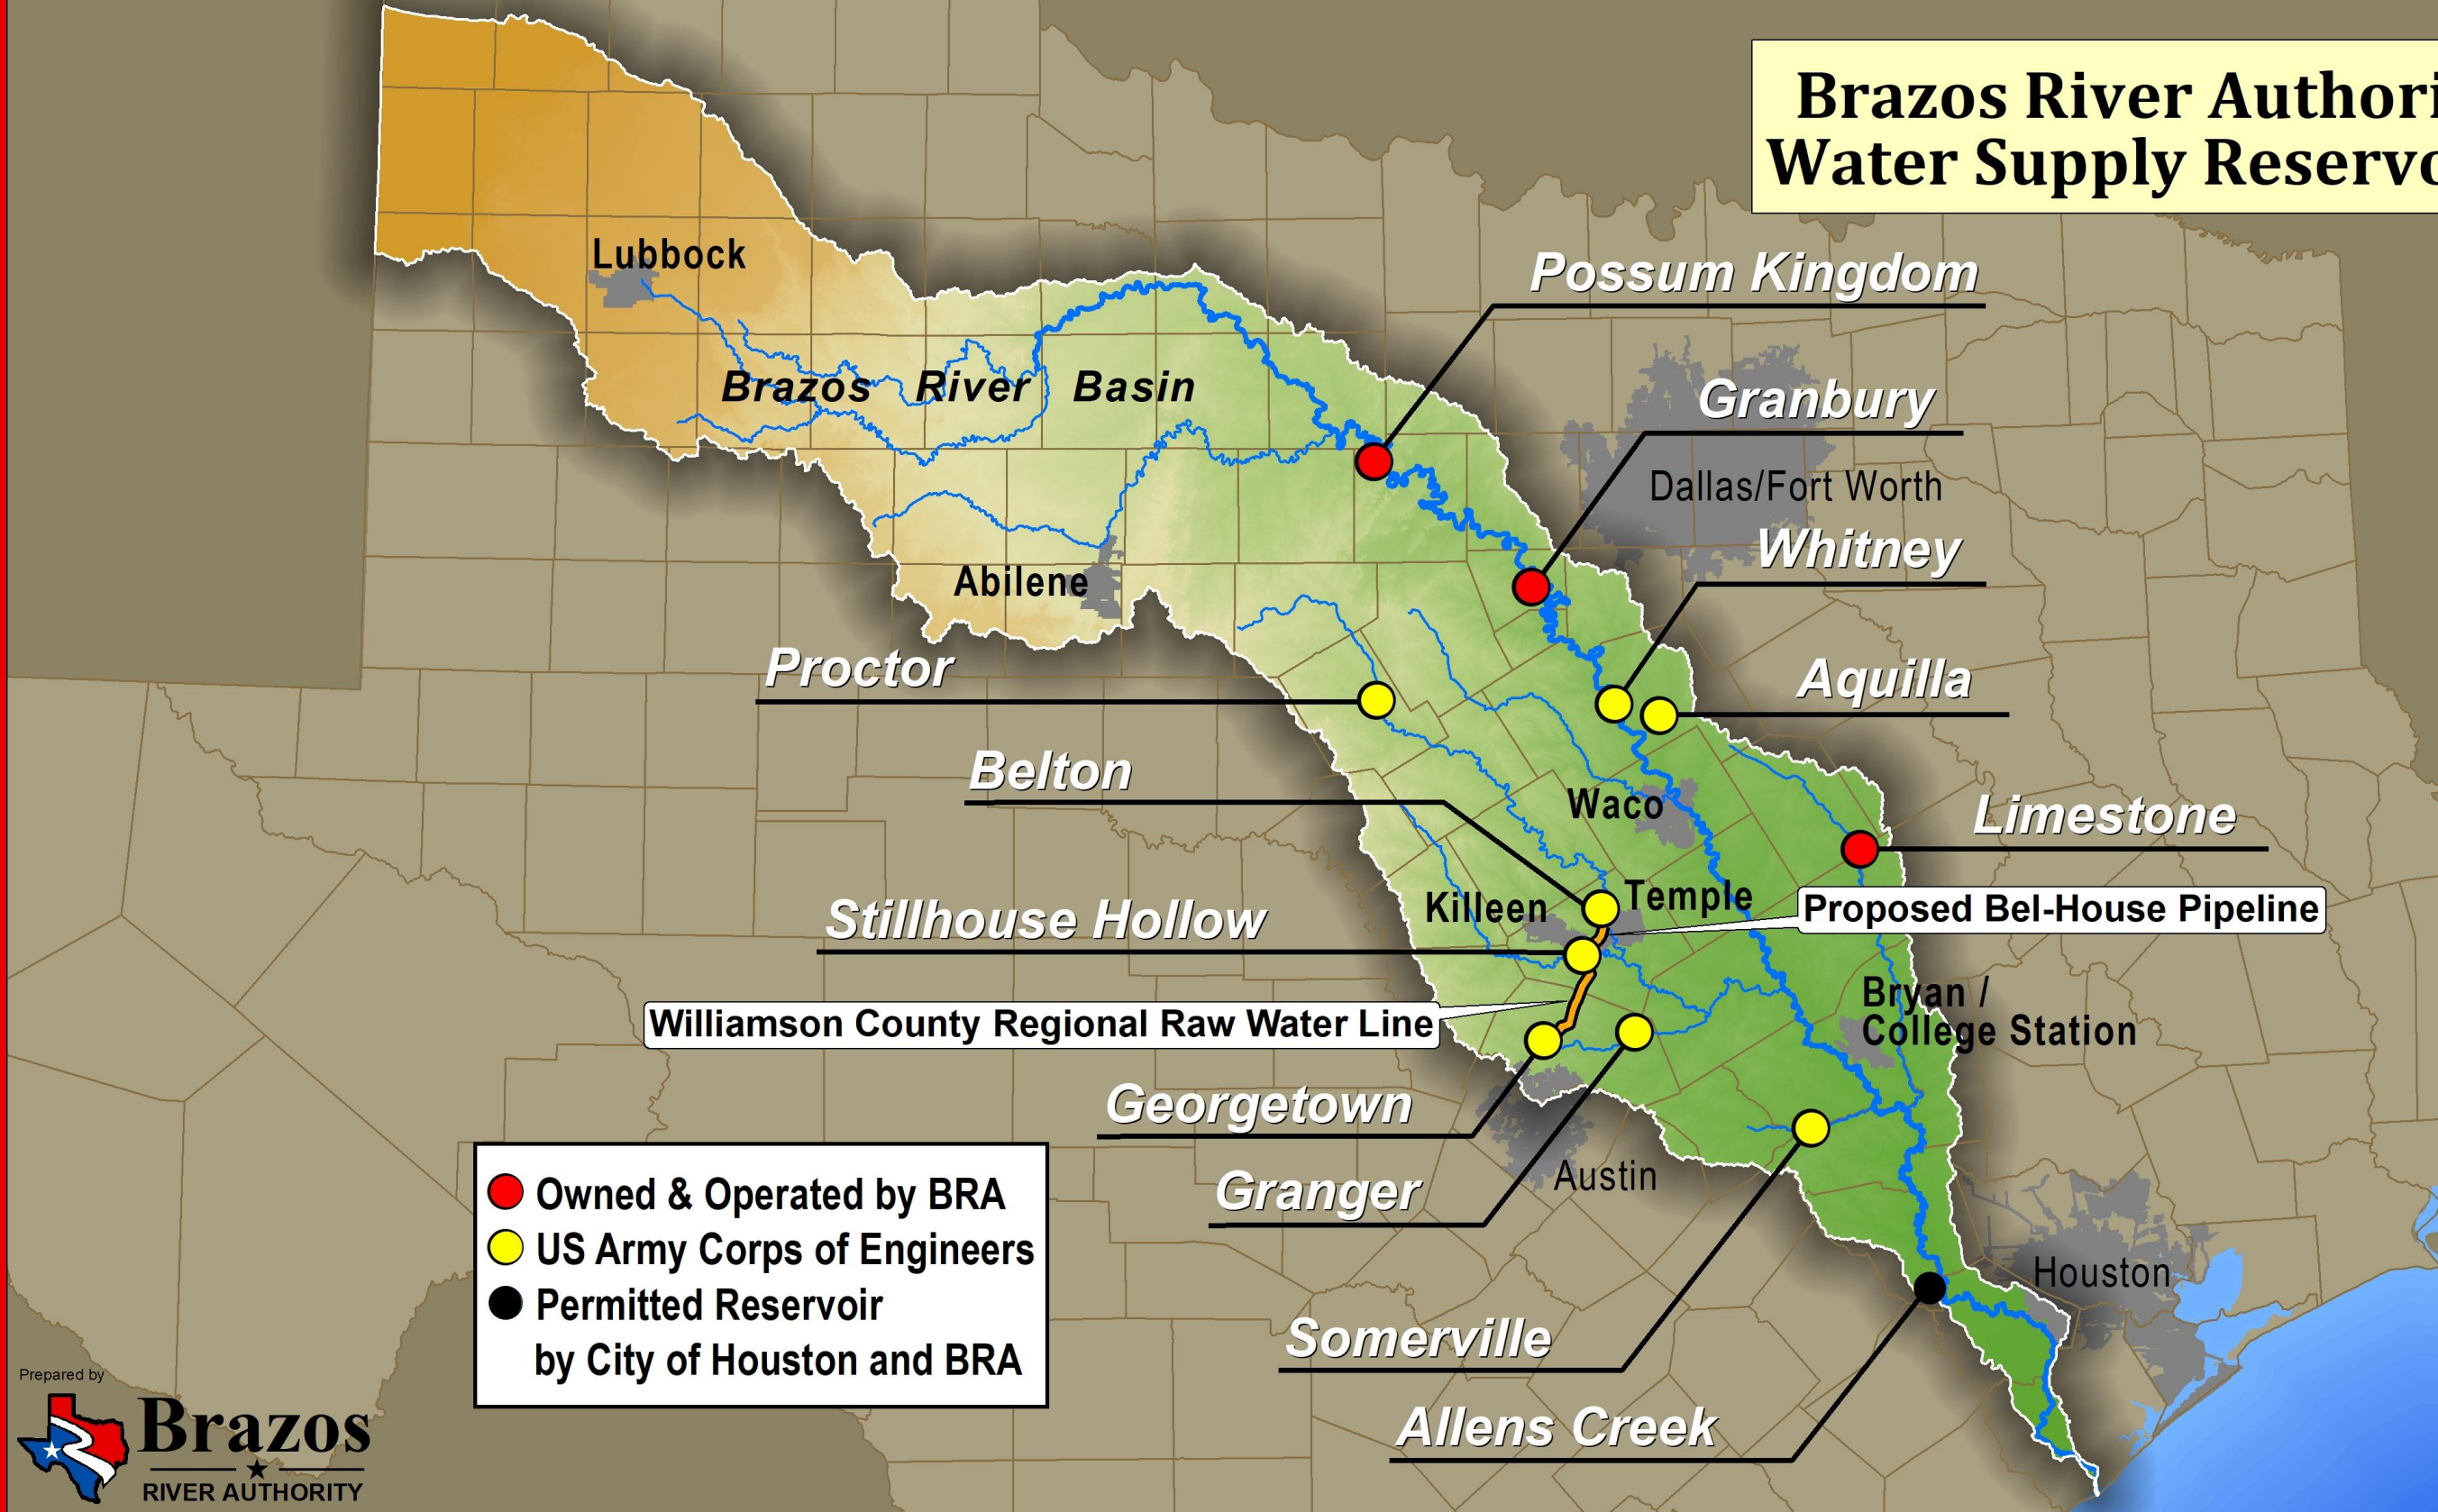 Brazos River Authori
Water Supply Reservo
Possum Kingdom
Lubbock
Brazos River Basin
Granbury
Dallas/Fort Worth
Whitney
Abilene
Proctor
Aquilla
Belton
Waco
Limestone
Killeen
Temple
Proposed Bel-House Pipeline
Stillhouse Hollow
Williamson County Regional Raw Water Line
Bryan /
College Station
Georgetown
Granger
Austin
Owned & Operated by BRA
US Army Corps of Engineers
Permitted Reservoir
by City of Houston and BRA
Houston
Somerville
Allens Creek
Prepared by
Brazos
RIVER AUTHORITY